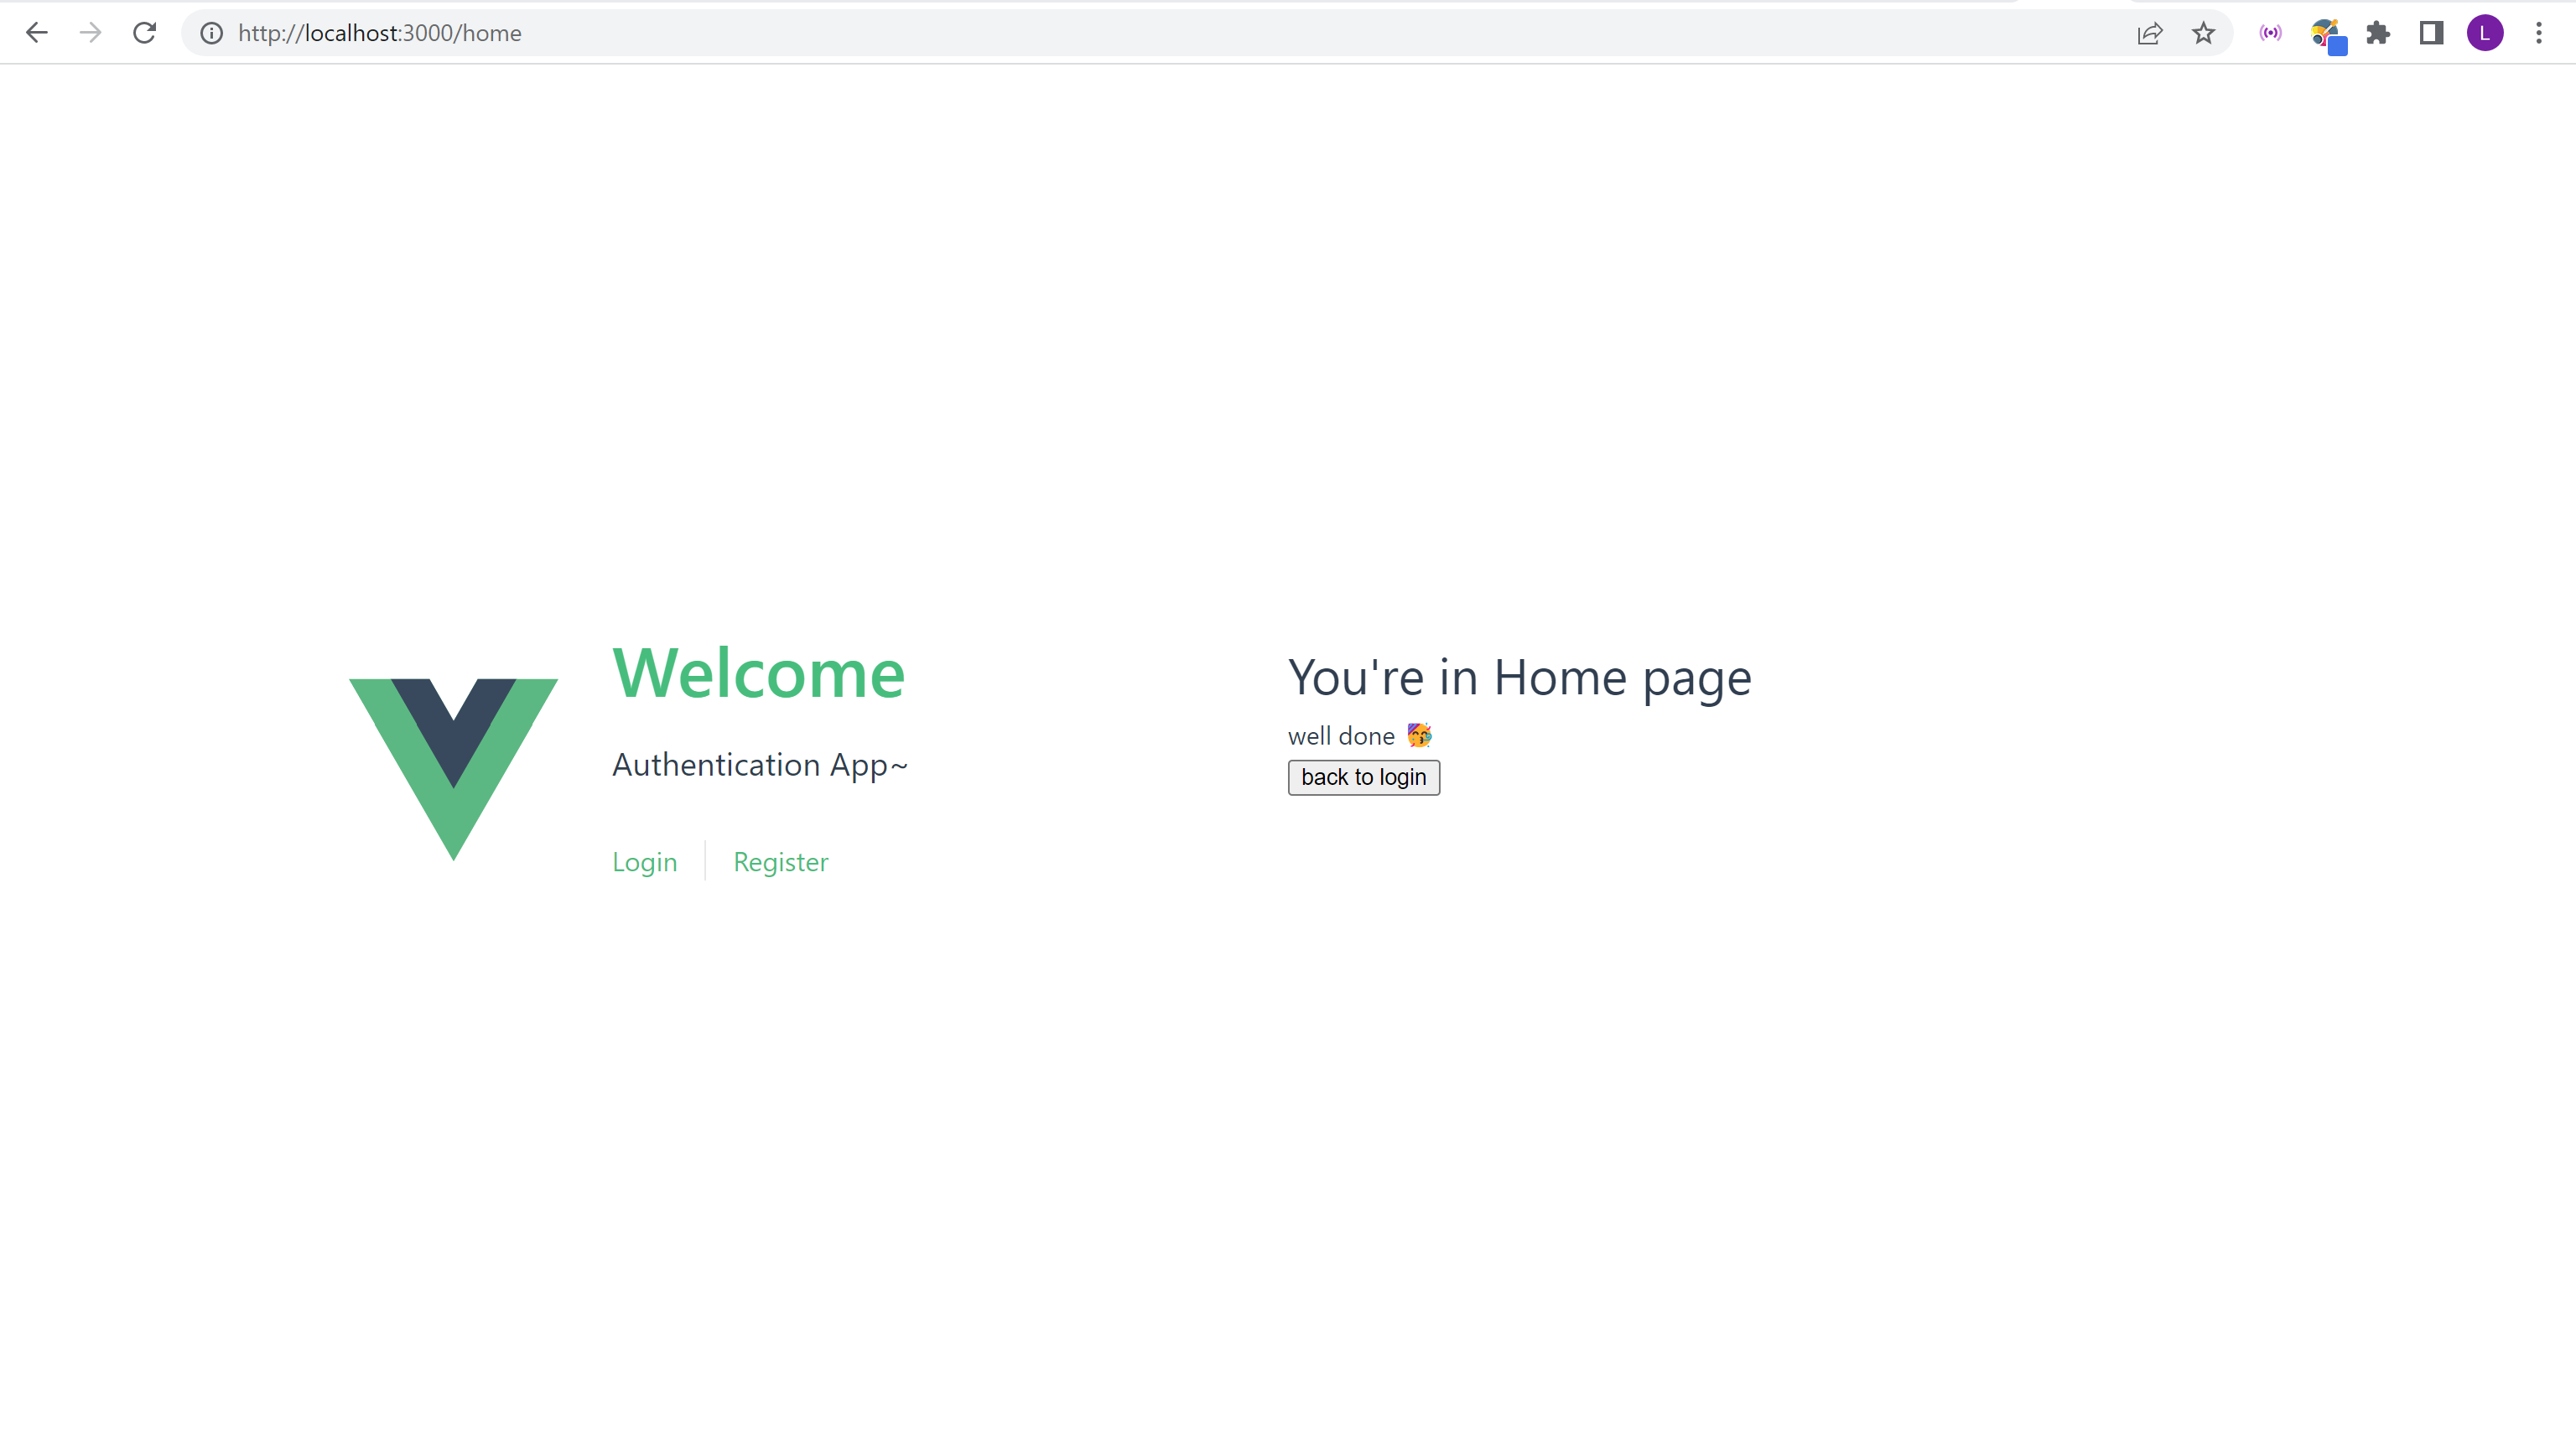 http://localhost:3000/home
L
Welcome
Authentication App~
Login
Register
You're in Home page
well done 🥳
back to login